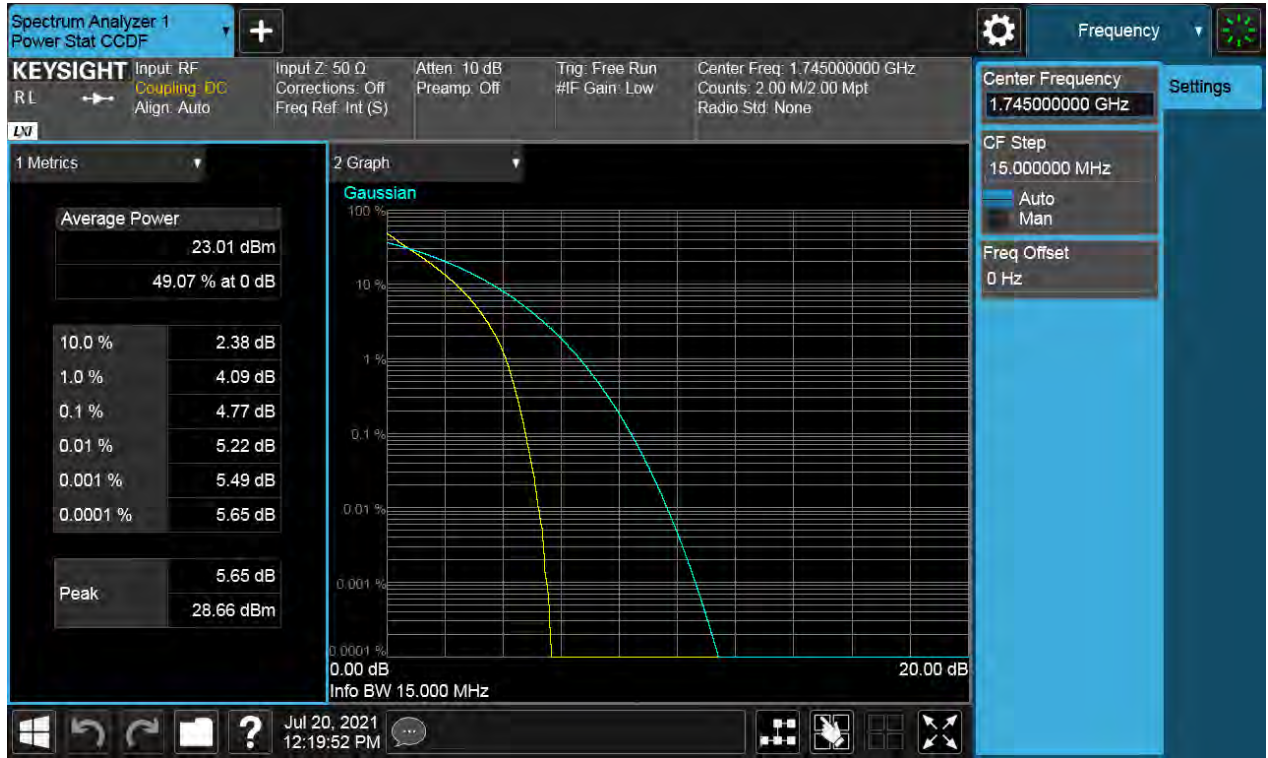 Spectrum Analyzer 1
Power Stat CCDF
Frequency
KEYSIGHT
RL
LXI
Input: RF
Coupling: DC
Align: Auto
Input Z: 50 Ω
Corrections: Off
Freq Ref: Int (S)
Atten: 10 dB
Preamp: Off
Trig: Free Run
#IF Gain: Low
Center Freq: 1.745000000 GHz
Counts: 2.00 M/2.00 Mpt
Radio Std: None
Center Frequency
1.745000000 GHz
Settings
CF Step
15.000000 MHz
Auto
Man
Freq Offset
0 Hz
1 Metrics
Average Power
23.01 dBm
49.07 % at 0 dB
10.0 % 2.38 dB
1.0 % 4.09 dB
0.1 % 4.77 dB
0.01 % 5.22 dB
0.001 % 5.49 dB
0.0001 % 5.65 dB
Peak
5.65 dB
28.66 dBm
2 Graph
Gaussian
100 %
10 %
1 %
0.1 %
0.01 %
0.001 %
0.0001 %
0.00 dB 20.00 dB
Info BW 15.000 MHz
?
Jul 20, 2021
12:19:52 PM